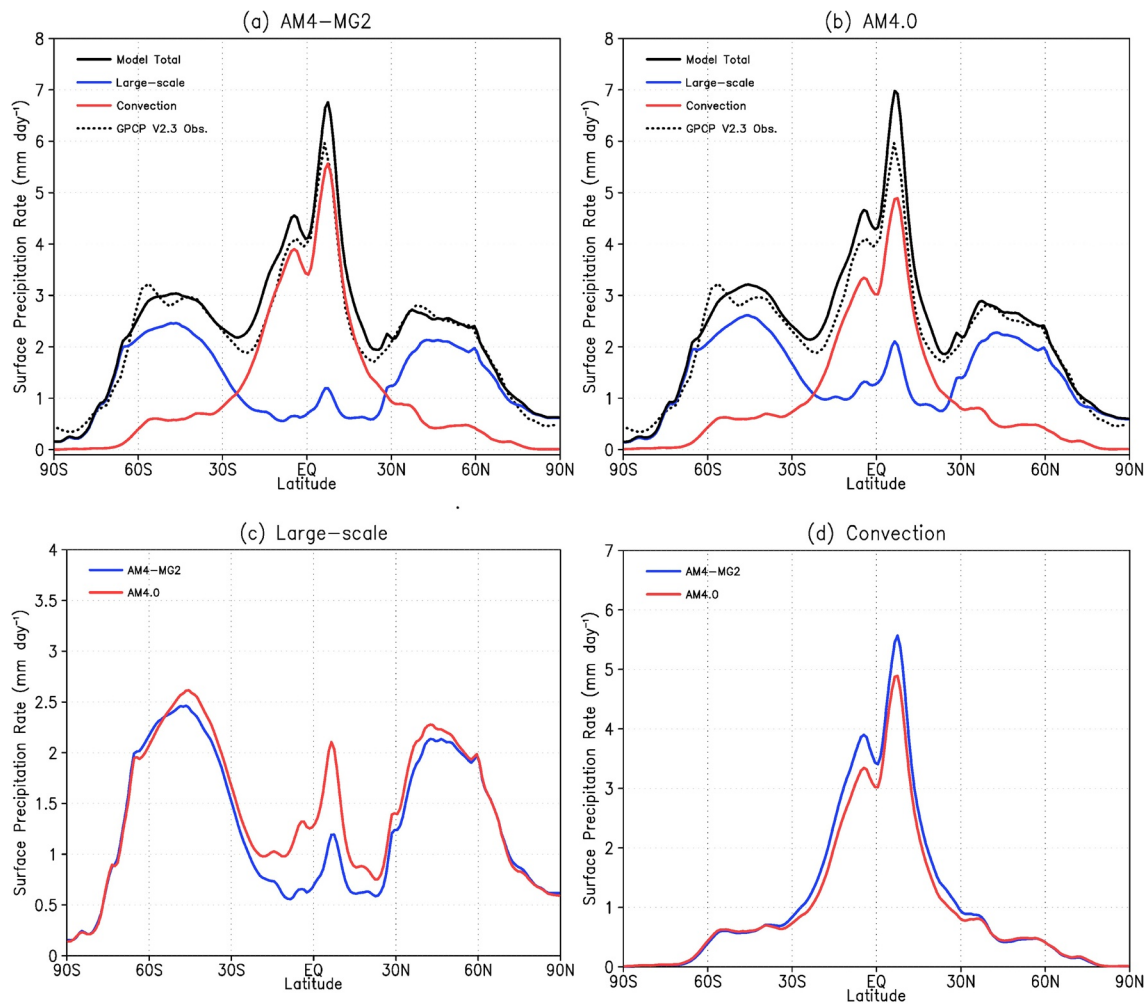 (a) AM4−MG2
8
7
6
5
4
3
2
1
0
Surface Precipitation Rate (mm day⁻¹)
Model Total
Large−scale
Convection
GPCP V2.3 Obs.
90S 60S 30S EQ 30N 60N 90N
Latitude
(b) AM4.0
8
7
6
5
4
3
2
1
0
Surface Precipitation Rate (mm day⁻¹)
Model Total
Large−scale
Convection
GPCP V2.3 Obs.
90S 60S 30S EQ 30N 60N 90N
Latitude
(c) Large−scale
4
3.5
3
2.5
2
1.5
1
0.5
0
Surface Precipitation Rate (mm day⁻¹)
AM4−MG2
AM4.0
90S 60S 30S EQ 30N 60N 90N
Latitude
(d) Convection
7
6
5
4
3
2
1
0
Surface Precipitation Rate (mm day⁻¹)
AM4−MG2
AM4.0
90S 60S 30S EQ 30N 60N 90N
Latitude